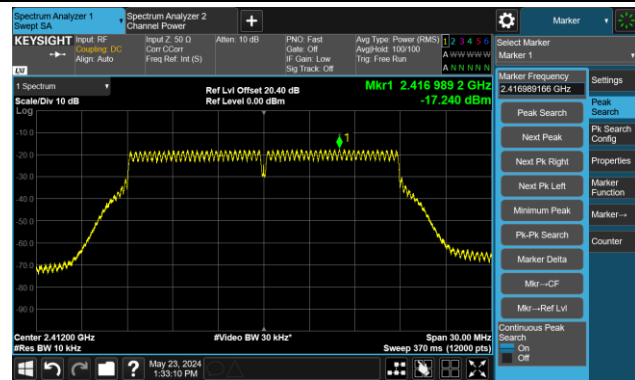 Spectrum Analyzer 1
Swept SA
Spectrum Analyzer 2
Channel Power
+
Marker
KEYSIGHT
LXI
Input: RF
Coupling: DC
Align: Auto
Input Z: 50 Ω
Corr CCorr
Freq Ref: Int (S)
Atten: 10 dB
PNO: Fast
Gate: Off
IF Gain: Low
Sig Track: Off
Avg Type: Power (RMS)
Avg|Hold: 100/100
Trig: Free Run
1 2 3 4 5 6
A W W W W W
A N N N N N
Select Marker
Marker 1
1 Spectrum
Scale/Div 10 dB
Log
Ref Lvl Offset 20.40 dB
Ref Level 0.00 dBm
Mkr1 2.416 989 2 GHz
-17.240 dBm
1
-10.0
-20.0
-30.0
-40.0
-50.0
-60.0
-70.0
-80.0
-90.0
Center 2.41200 GHz
#Res BW 10 kHz
#Video BW 30 kHz*
Span 30.00 MHz
Sweep 370 ms (12000 pts)
Marker Frequency
2.416989166 GHz
Peak Search
Next Peak
Next Pk Right
Next Pk Left
Minimum Peak
Pk-Pk Search
Marker Delta
Mkr→CF
Mkr→Ref Lvl
Continuous Peak
Search
On
Off
Settings
Peak
Search
Pk Search
Config
Properties
Marker
Function
Marker→
Counter
?
May 23, 2024
1:33:10 PM